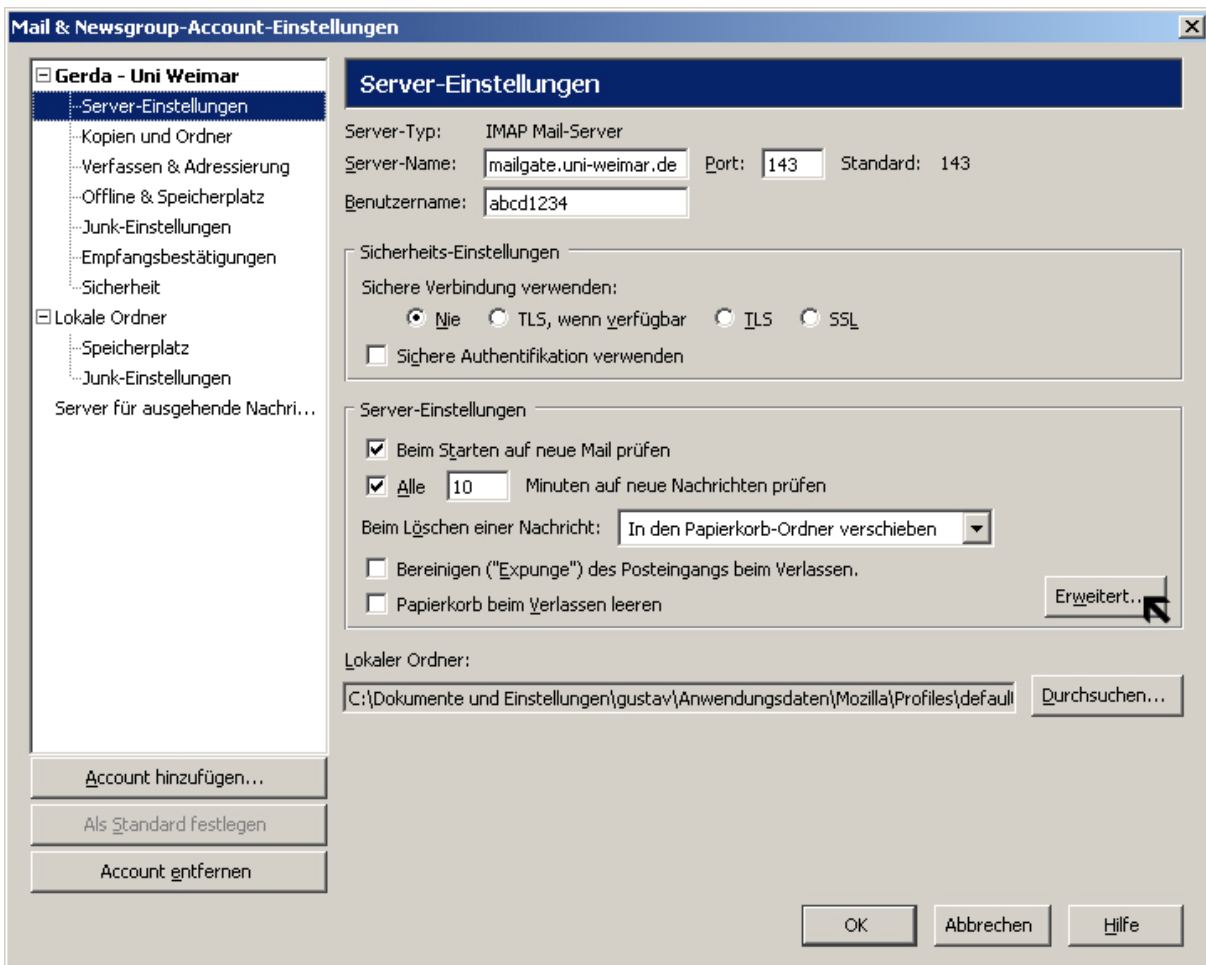 Mail & Newsgroup-Account-Einstellungen
Gerda - Uni Weimar
Server-Einstellungen
Kopien und Ordner
Verfassen & Adressierung
Offline & Speicherplatz
Junk-Einstellungen
Empfangsbestätigungen
Sicherheit
Lokale Ordner
Speicherplatz
Junk-Einstellungen
Server für ausgehende Nachri...
Account hinzufügen...
Als Standard festlegen
Account entfernen
Server-Einstellungen
Server-Typ: IMAP Mail-Server
Server-Name: mailgate.uni-weimar.de Port: 143 Standard: 143
Benutzername: abcd1234
Sicherheits-Einstellungen
Sichere Verbindung verwenden:
Nie TLS, wenn verfügbar TLS SSL
Sichere Authentifikation verwenden
Server-Einstellungen
Beim Starten auf neue Mail prüfen
Alle 10 Minuten auf neue Nachrichten prüfen
Beim Löschen einer Nachricht: In den Papierkorb-Ordner verschieben
Bereinigen ("Expunge") des Posteingangs beim Verlassen.
Papierkorb beim Verlassen leeren
Erweitert...
Lokaler Ordner:
C:\Dokumente und Einstellungen\gustav\Anwendungsdaten\Mozilla\Profiles\default Durchsuchen...
OK Abbrechen Hilfe